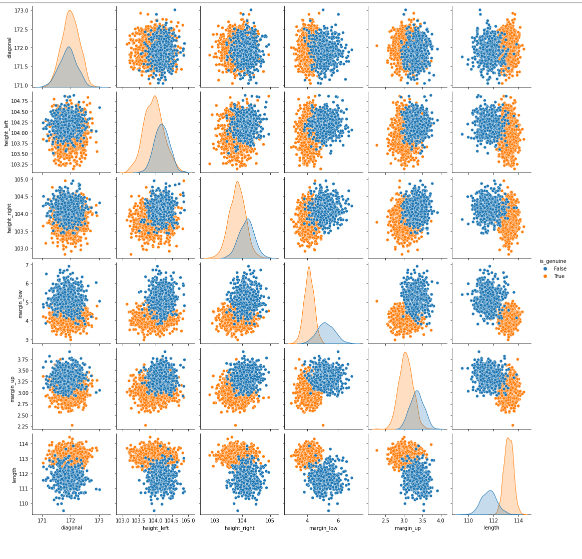 173.0
172.5
172.0
171.5
171.0
diagonal
104.75
104.50
104.25
104.00
103.75
103.50
103.25
height_left
105.0
104.5
104.0
103.5
103.0
height_right
is_genuine
False
True
7
6
5
4
3
margin_low
3.75
3.50
3.25
3.00
2.75
2.50
2.25
margin_up
114
113
112
111
110
length
171 172 173
103.0 103.5 104.0 104.5 105.0
103 104 105
4 6
2.5 3.0 3.5 4.0
110 112 114
diagonal height_left height_right margin_low margin_up length